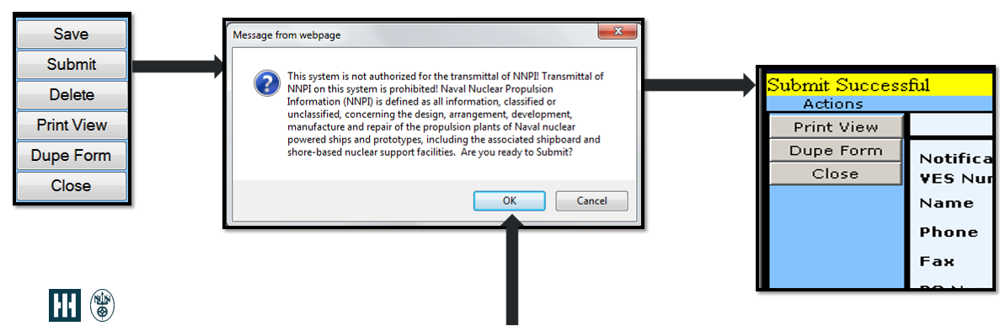 Save
Submit
Delete
Print View
Dupe Form
Close
Message from webpage
This system is not authorized for the transmittal of NNPI! Transmittal of
NNPI on this system is prohibited! Naval Nuclear Propulsion
Information (NNPI) is defined as all information, classified or
unclassified, concerning the design, arrangement, development,
manufacture and repair of the propulsion plants of Naval nuclear
powered ships and prototypes, including the associated shipboard and
shore-based nuclear support facilities. Are you ready to Submit?
OK
Cancel
Submit Successful
Actions
Print View
Dupe Form
Close
Notifica
VES Nur
Name
Phone
Fax